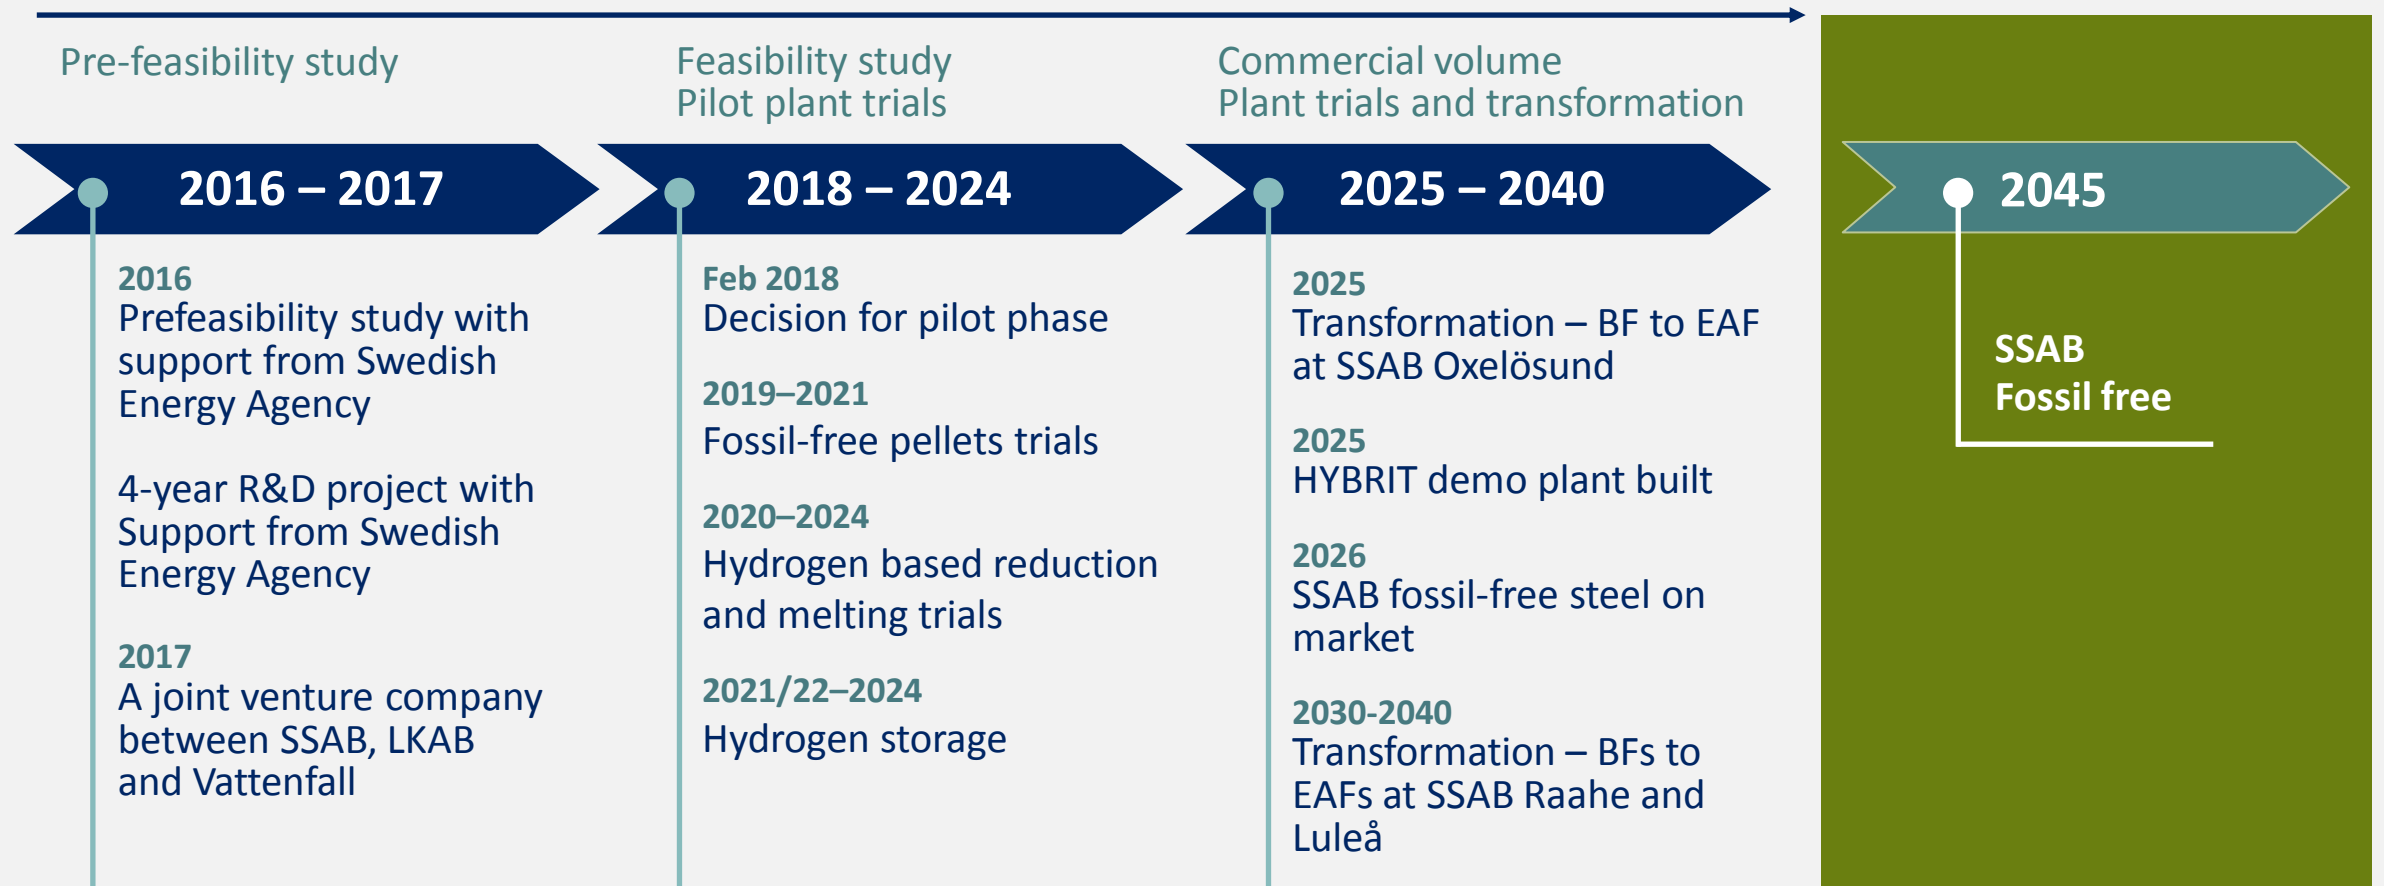 Pre-feasibility study
2016 – 2017
2016
Prefeasibility study with
support from Swedish
Energy Agency
4-year R&D project with
Support from Swedish
Energy Agency
2017
A joint venture company
between SSAB, LKAB
and Vattenfall
Feasibility study
Pilot plant trials
2018 – 2024
Feb 2018
Decision for pilot phase
2019–2021
Fossil-free pellets trials
2020–2024
Hydrogen based reduction
and melting trials
2021/22–2024
Hydrogen storage
Commercial volume
Plant trials and transformation
2025 – 2040
2025
Transformation – BF to EAF
at SSAB Oxelösund
2025
HYBRIT demo plant built
2026
SSAB fossil-free steel on
market
2030-2040
Transformation – BFs to
EAFs at SSAB Raahe and
Luleå
2045
SSAB
Fossil free